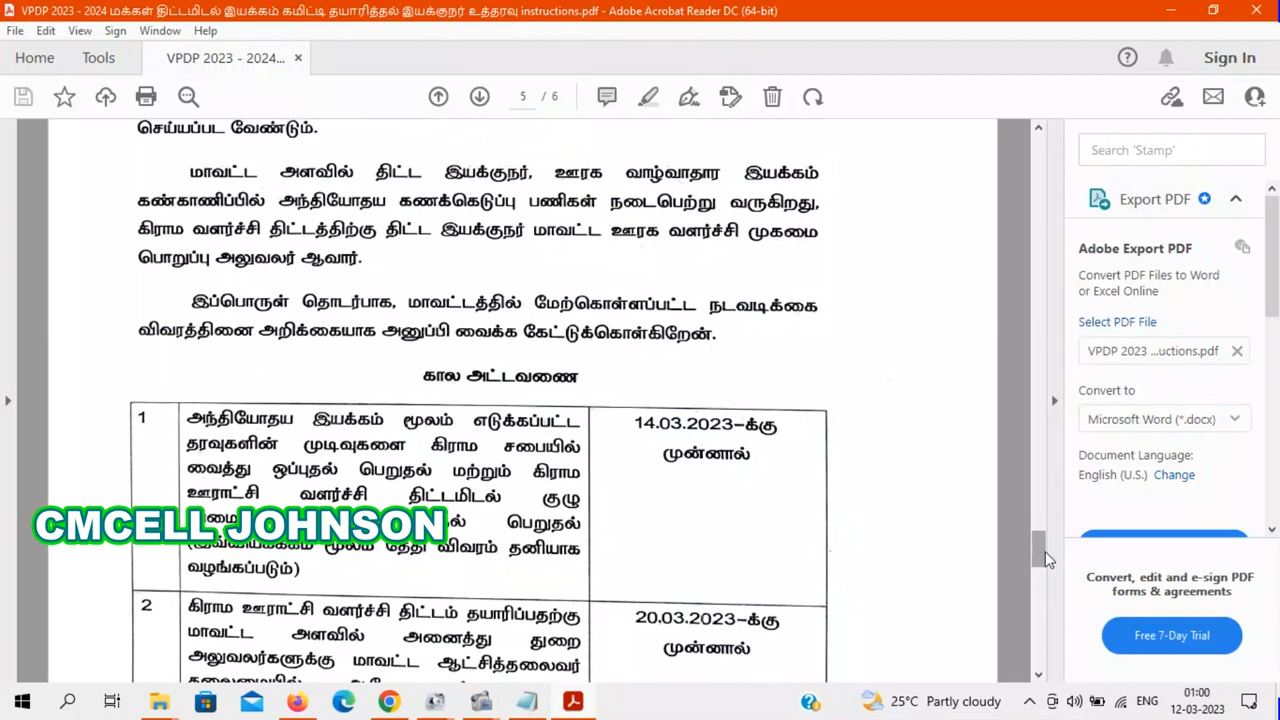 VPDP 2023 - 2024 மக்கள் திட்டமிடல் இயக்கம் கமிட்டி தயாரித்தல் இயக்குநர் உத்தரவு instructions.pdf - Adobe Acrobat Reader DC (64-bit)
File Edit View Sign Window Help
Home Tools VPDP 2023 - 2024... × Sign In
5 / 6
செய்யப்பட வேண்டும்.
மாவட்ட அளவில் திட்ட இயக்குநர், ஊரக வாழ்வாதார இயக்கம்
கண்காணிப்பில் அந்தியோதய கணக்கெடுப்பு பணிகள் நடைபெற்று வருகிறது,
கிராம வளர்ச்சி திட்டத்திற்கு திட்ட இயக்குநர் மாவட்ட ஊரக வளர்ச்சி முகமை
பொறுப்பு அலுவலர் ஆவார்.
இப்பொருள் தொடர்பாக, மாவட்டத்தில் மேற்கொள்ளப்பட்ட நடவடிக்கை
விவரத்தினை அறிக்கையாக அனுப்பி வைக்க கேட்டுக்கொள்கிறேன்.
கால அட்டவணை
1 அந்தியோதய இயக்கம் மூலம் எடுக்கப்பட்ட
தரவுகளின் முடிவுகளை கிராம சபையில்
வைத்து ஒப்புதல் பெறுதல் மற்றும் கிராம
ஊராட்சி வளர்ச்சி திட்டமிடல் குழு
பெறுதல்
மூலம் தேதி விவரம் தனியாக
வழங்கப்படும்)
14.03.2023-க்கு
முன்னால்
2 கிராம ஊராட்சி வளர்ச்சி திட்டம் தயாரிப்பதற்கு
மாவட்ட அளவில் அனைத்து துறை
அலுவலர்களுக்கு மாவட்ட ஆட்சித்தலைவர்
20.03.2023-க்கு
முன்னால்
CMCELL JOHNSON
Search 'Stamp'
Export PDF
Adobe Export PDF
Convert PDF Files to Word
or Excel Online
Select PDF File
VPDP 2023 ...uctions.pdf ×
Convert to
Microsoft Word (*.docx)
Document Language:
English (U.S.) Change
Convert, edit and e-sign PDF
forms & agreements
Free 7-Day Trial
25°C Partly cloudy ENG 01:00
12-03-2023